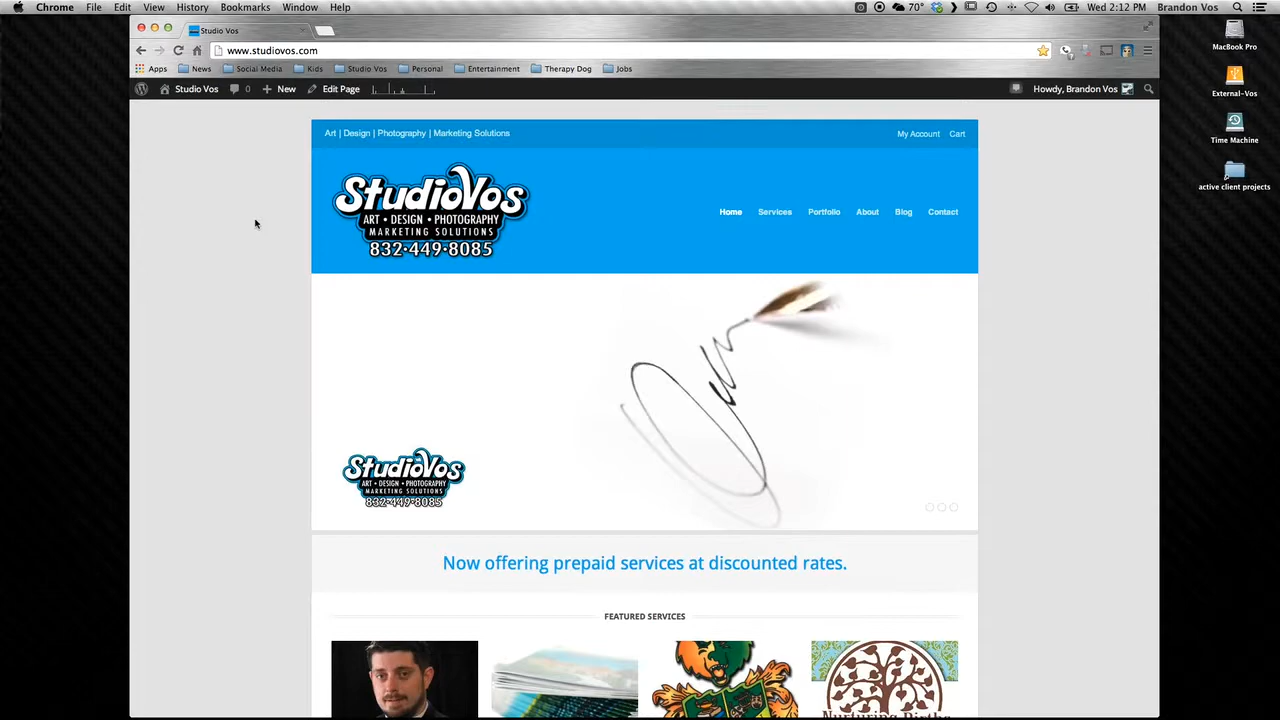 Chrome File Edit View History Bookmarks Window Help 70° Wed 2:12 PM Brandon Vos
Studio Vos
www.studiovos.com
Apps News Social Media Kids Studio Vos Personal Entertainment Therapy Dog Jobs
Studio Vos 0 New Edit Page Howdy, Brandon Vos
MacBook Pro
External-Vos
Time Machine
active client projects
Art | Design | Photography | Marketing Solutions My Account Cart
StudioVos
ART • DESIGN • PHOTOGRAPHY
MARKETING SOLUTIONS
832•449•8085
Home Services Portfolio About Blog Contact
StudioVos
ART • DESIGN • PHOTOGRAPHY
MARKETING SOLUTIONS
832•449•8085
Now offering prepaid services at discounted rates.
FEATURED SERVICES
Nurturing Births